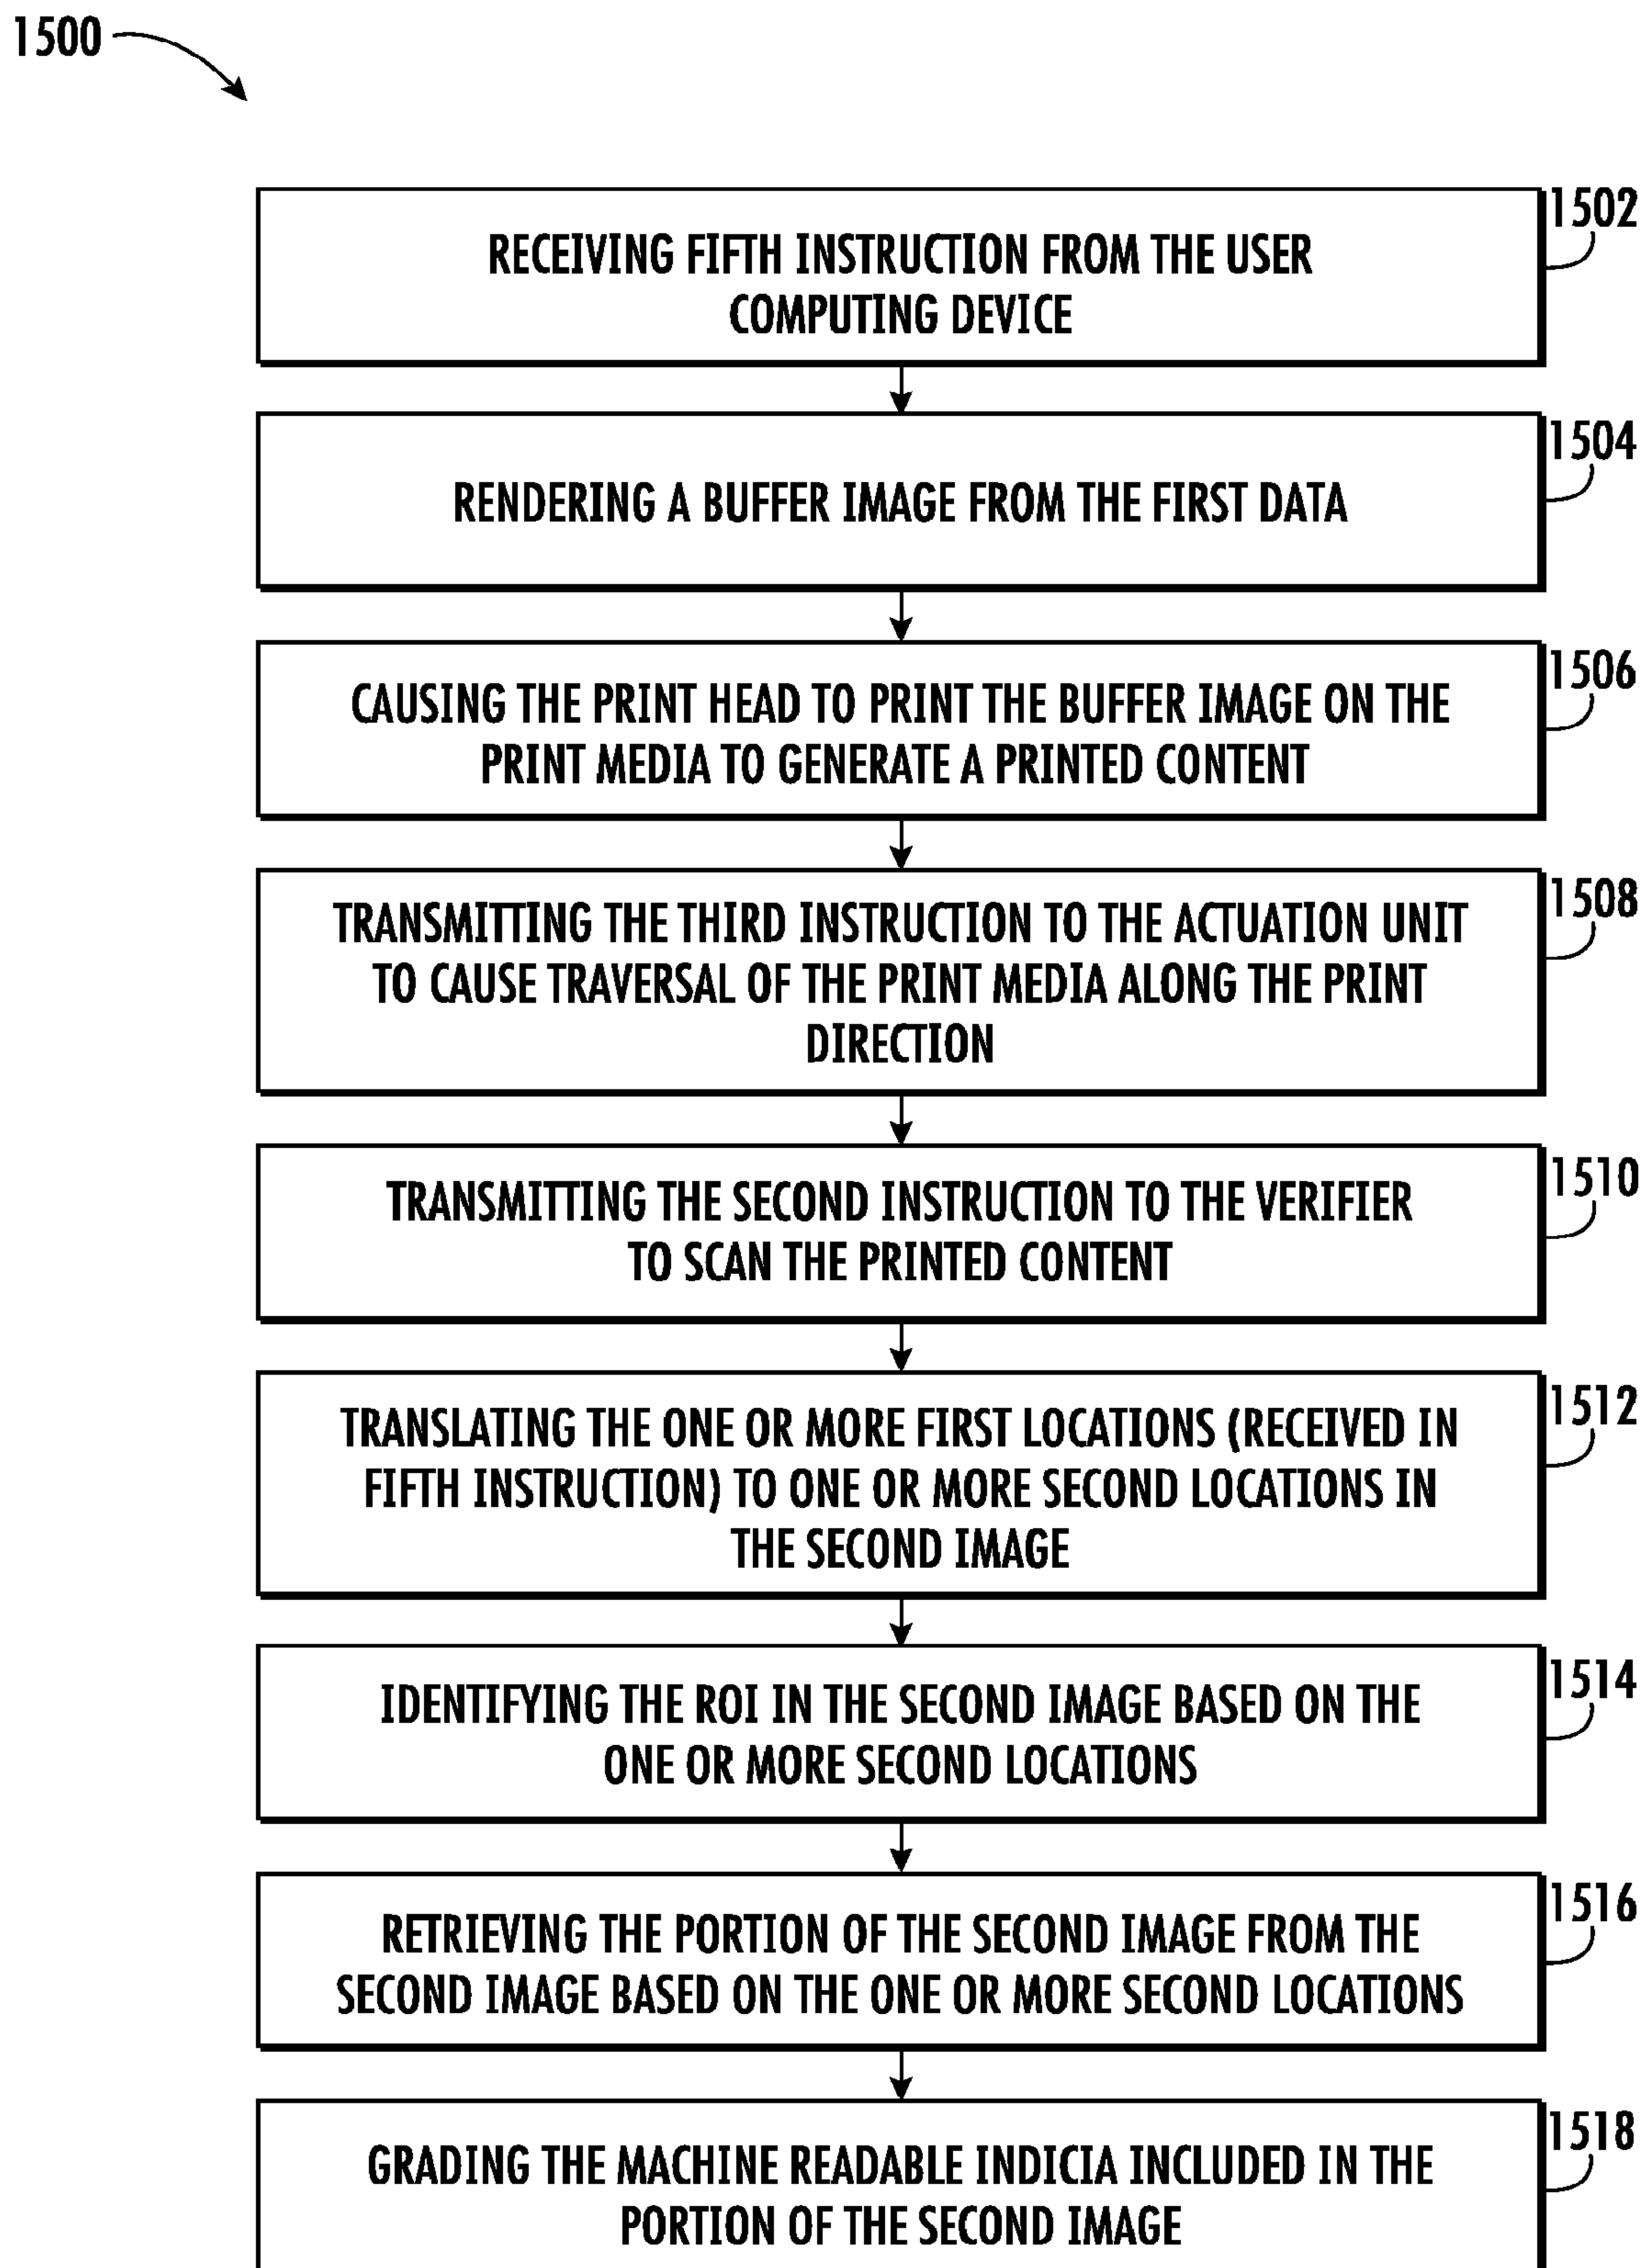 1500
1502
RECEIVING FIFTH INSTRUCTION FROM THE USER
COMPUTING DEVICE
1504
RENDERING A BUFFER IMAGE FROM THE FIRST DATA
1506
CAUSING THE PRINT HEAD TO PRINT THE BUFFER IMAGE ON THE
PRINT MEDIA TO GENERATE A PRINTED CONTENT
1508
TRANSMITTING THE THIRD INSTRUCTION TO THE ACTUATION UNIT
TO CAUSE TRAVERSAL OF THE PRINT MEDIA ALONG THE PRINT
DIRECTION
1510
TRANSMITTING THE SECOND INSTRUCTION TO THE VERIFIER
TO SCAN THE PRINTED CONTENT
1512
TRANSLATING THE ONE OR MORE FIRST LOCATIONS (RECEIVED IN
FIFTH INSTRUCTION) TO ONE OR MORE SECOND LOCATIONS IN
THE SECOND IMAGE
1514
IDENTIFYING THE ROI IN THE SECOND IMAGE BASED ON THE
ONE OR MORE SECOND LOCATIONS
1516
RETRIEVING THE PORTION OF THE SECOND IMAGE FROM THE
SECOND IMAGE BASED ON THE ONE OR MORE SECOND LOCATIONS
1518
GRADING THE MACHINE READABLE INDICIA INCLUDED IN THE
PORTION OF THE SECOND IMAGE